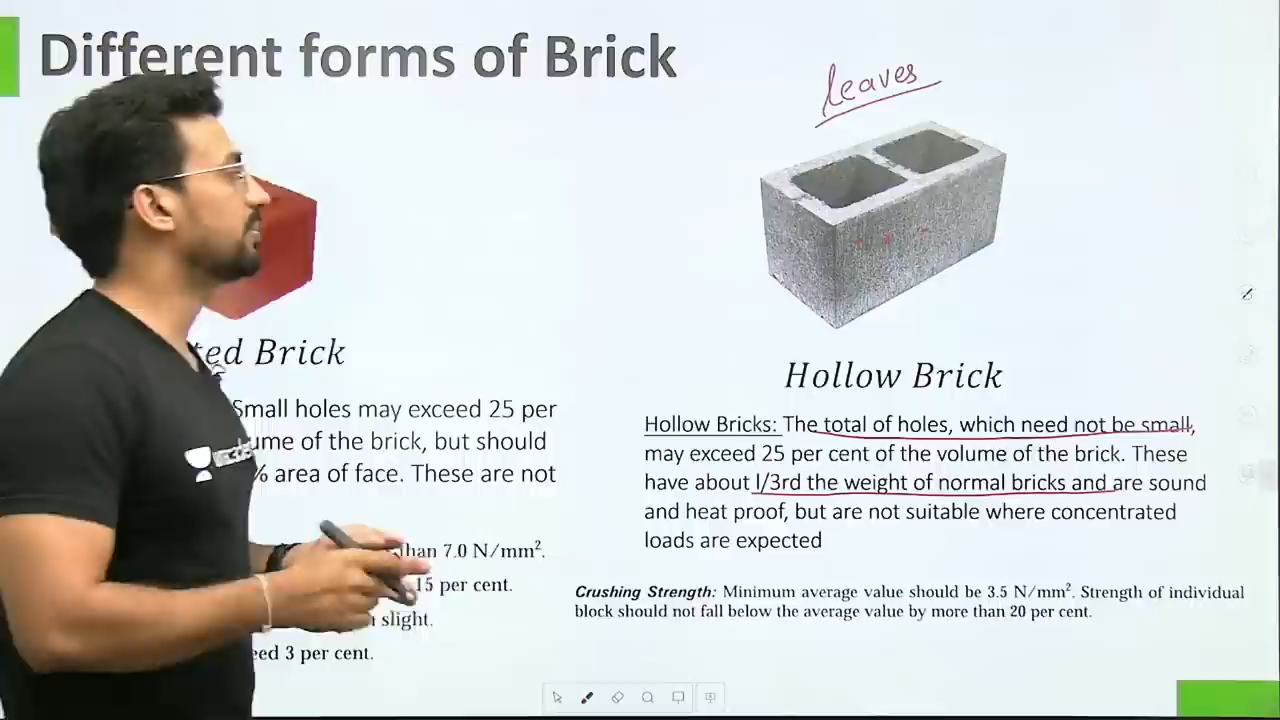 Different forms of Brick
leaves
ted Brick
Small holes may exceed 25 per
ume of the brick, but should
% area of face. These are not
than 7.0 N/mm².
15 per cent.
slight.
eed 3 per cent.
Hollow Brick
Hollow Bricks: The total of holes, which need not be small,
may exceed 25 per cent of the volume of the brick. These
have about l/3rd the weight of normal bricks and are sound
and heat proof, but are not suitable where concentrated
loads are expected
Crushing Strength: Minimum average value should be 3.5 N/mm². Strength of individual
block should not fall below the average value by more than 20 per cent.